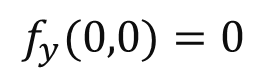 f_y(0,0) = 0